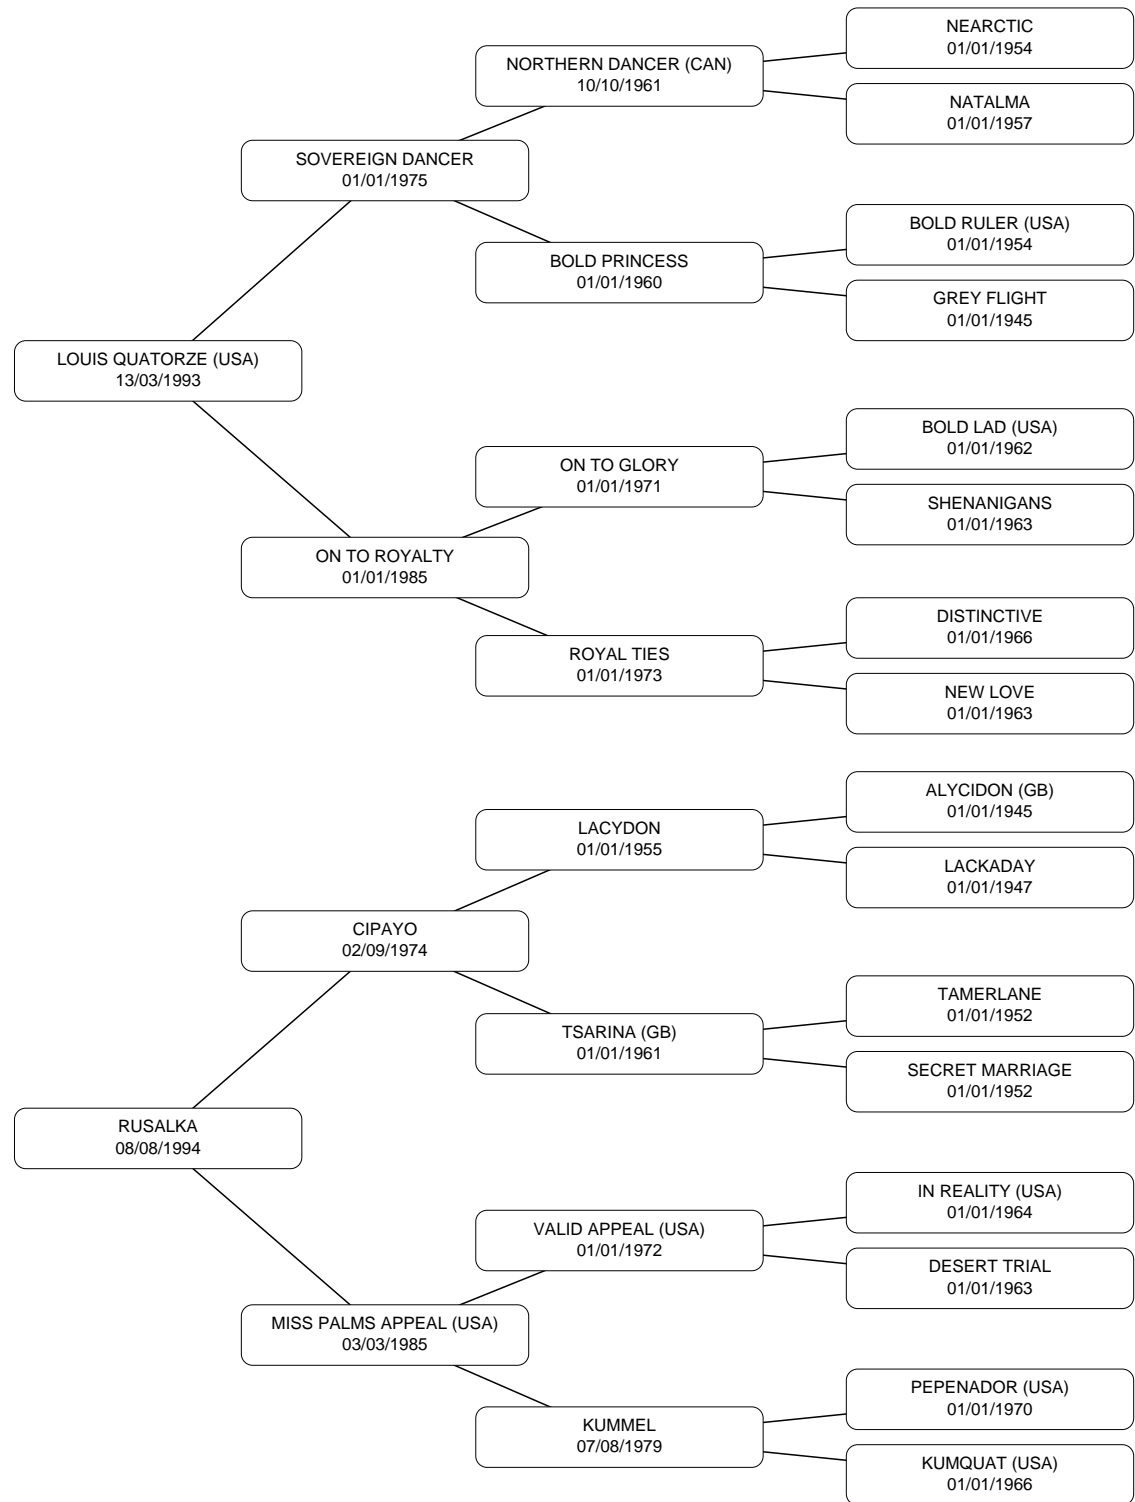 NEARCTIC
01/01/1954
NORTHERN DANCER (CAN)
10/10/1961
NATALMA
01/01/1957
SOVEREIGN DANCER
01/01/1975
BOLD RULER (USA)
01/01/1954
BOLD PRINCESS
01/01/1960
GREY FLIGHT
01/01/1945
LOUIS QUATORZE (USA)
13/03/1993
BOLD LAD (USA)
01/01/1962
ON TO GLORY
01/01/1971
SHENANIGANS
01/01/1963
ON TO ROYALTY
01/01/1985
DISTINCTIVE
01/01/1966
ROYAL TIES
01/01/1973
NEW LOVE
01/01/1963
ALYCIDON (GB)
01/01/1945
LACYDON
01/01/1955
LACKADAY
01/01/1947
CIPAYO
02/09/1974
TAMERLANE
01/01/1952
TSARINA (GB)
01/01/1961
SECRET MARRIAGE
01/01/1952
RUSALKA
08/08/1994
IN REALITY (USA)
01/01/1964
VALID APPEAL (USA)
01/01/1972
DESERT TRIAL
01/01/1963
MISS PALMS APPEAL (USA)
03/03/1985
PEPENADOR (USA)
01/01/1970
KUMMEL
07/08/1979
KUMQUAT (USA)
01/01/1966